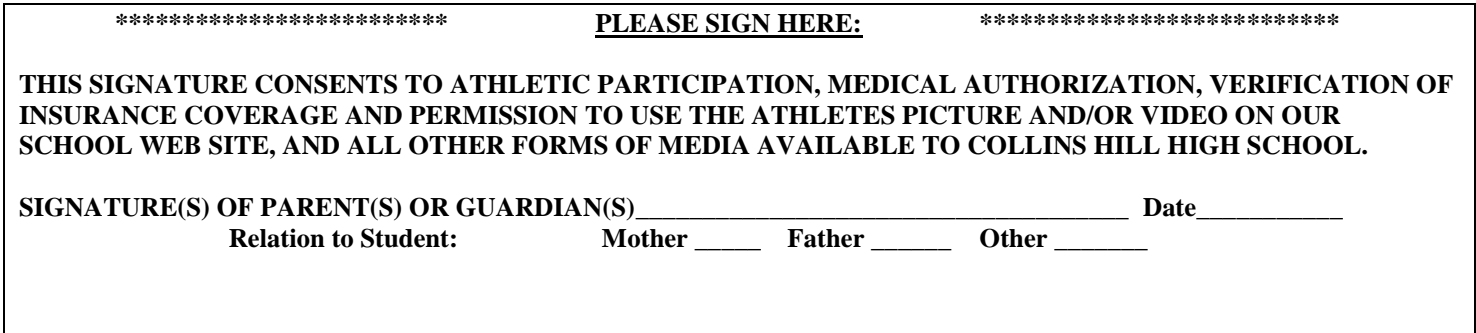 ************************* PLEASE SIGN HERE: ***************************
THIS SIGNATURE CONSENTS TO ATHLETIC PARTICIPATION, MEDICAL AUTHORIZATION, VERIFICATION OF
INSURANCE COVERAGE AND PERMISSION TO USE THE ATHLETES PICTURE AND/OR VIDEO ON OUR
SCHOOL WEB SITE, AND ALL OTHER FORMS OF MEDIA AVAILABLE TO COLLINS HILL HIGH SCHOOL.
SIGNATURE(S) OF PARENT(S) OR GUARDIAN(S)_____________________________________ Date___________
Relation to Student: Mother _____ Father ______ Other _______